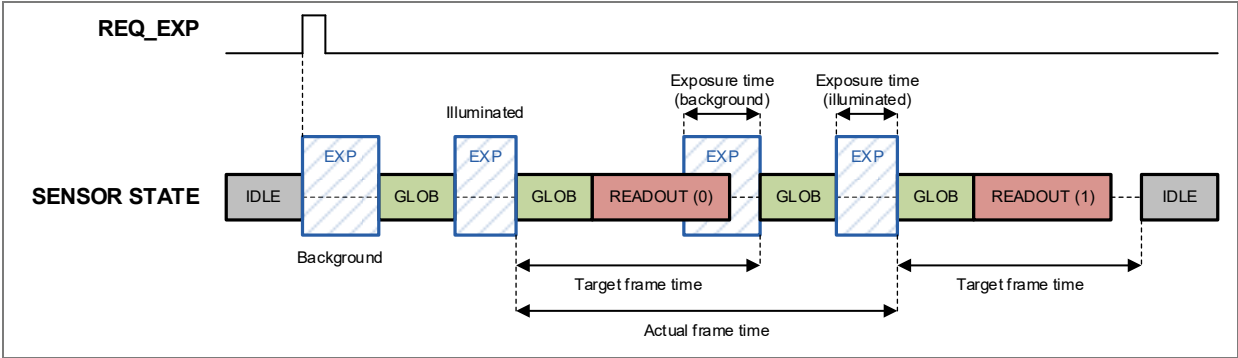 REQ_EXP
Exposure time
(background)
Exposure time
(illuminated)
Illuminated
EXP
EXP
EXP
EXP
SENSOR STATE
IDLE
GLOB
GLOB
READOUT (0)
GLOB
GLOB
READOUT (1)
IDLE
Background
Target frame time
Target frame time
Actual frame time